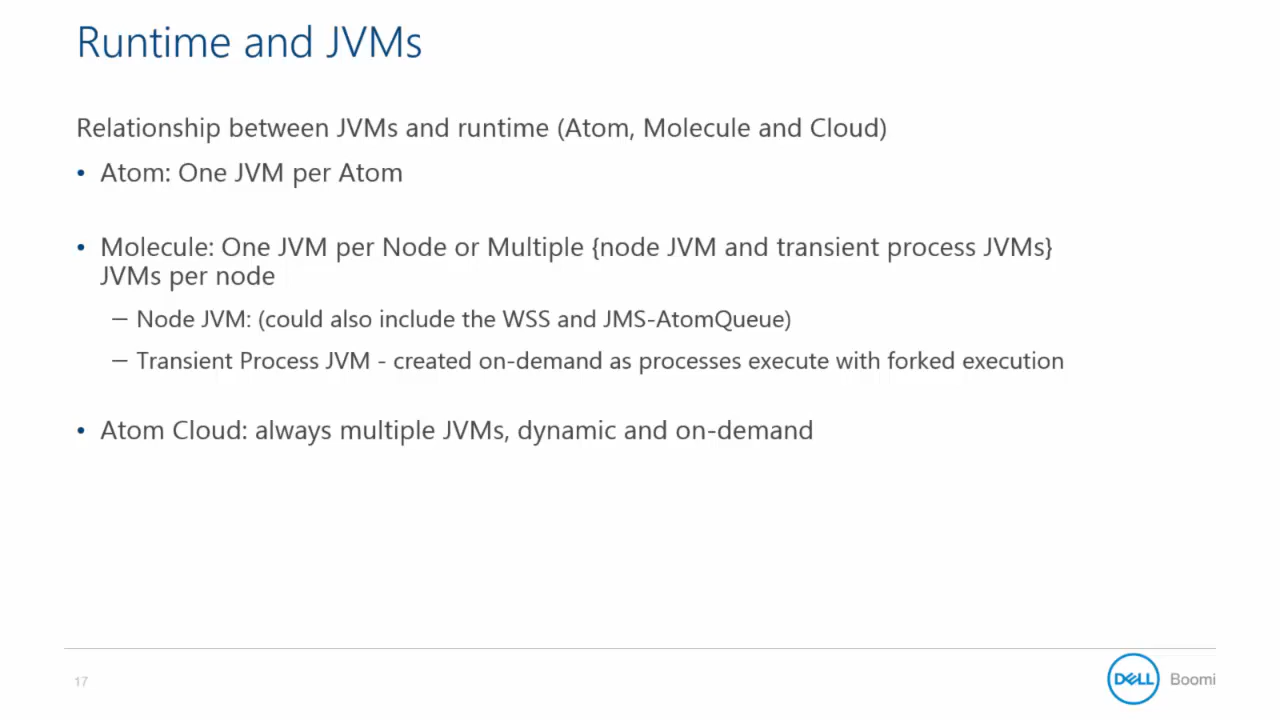 Runtime and JVMs
Relationship between JVMs and runtime (Atom, Molecule and Cloud)
• Atom: One JVM per Atom
• Molecule: One JVM per Node or Multiple {node JVM and transient process JVMs}
JVMs per node
– Node JVM: (could also include the WSS and JMS-AtomQueue)
– Transient Process JVM - created on-demand as processes execute with forked execution
• Atom Cloud: always multiple JVMs, dynamic and on-demand
17
DELL Boomi